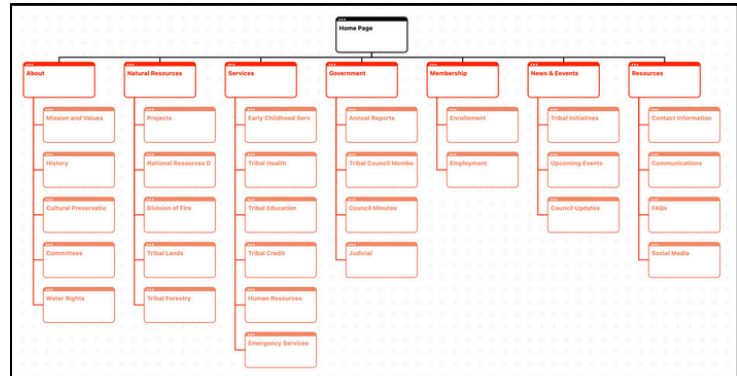 Home Page
About
Natural Resources
Services
Government
Membership
News & Eevents
Resources
Mission and Values
Projects
Early Childhood Serv
Annual Reports
Enrollement
Tribal Initiatives
Contact Information
History
National Resources D
Tribal Health
Tribal Council Membe
Employment
Upcoming Events
Communications
Cultural Preservatio
Division of Fire
Tribal Education
Council Minutes
Council Updates
FAQs
Committees
Tribal Lands
Tribal Credit
Judicial
Social Media
Water Rights
Tribal Forestry
Human Resources
Emergency Services